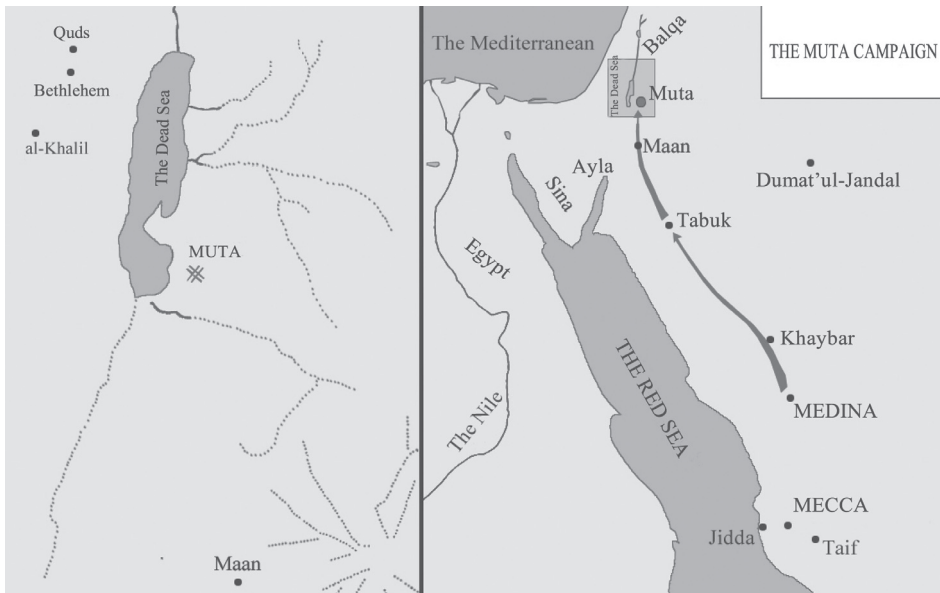 Quds
Bethlehem
al-Khalil
The Dead Sea
MUTA
Maan
THE MUTA CAMPAIGN
The Mediterranean
Balqa
The Dead Sea
Muta
Maan
Dumat'ul-Jandal
Ayla
Sina
Tabuk
Egypt
Khaybar
THE RED SEA
The Nile
MEDINA
MECCA
Jidda
Taif